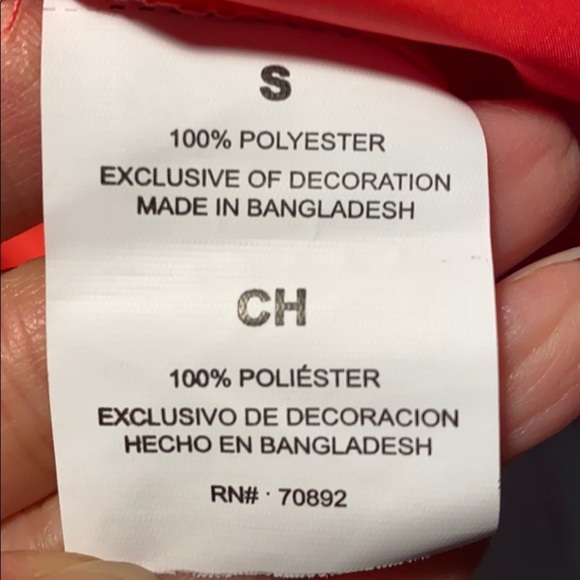 S
100% POLYESTER
EXCLUSIVE OF DECORATION
MADE IN BANGLADESH
CH
100% POLIÉSTER
EXCLUSIVO DE DECORACION
HECHO EN BANGLADESH
RN# · 70892